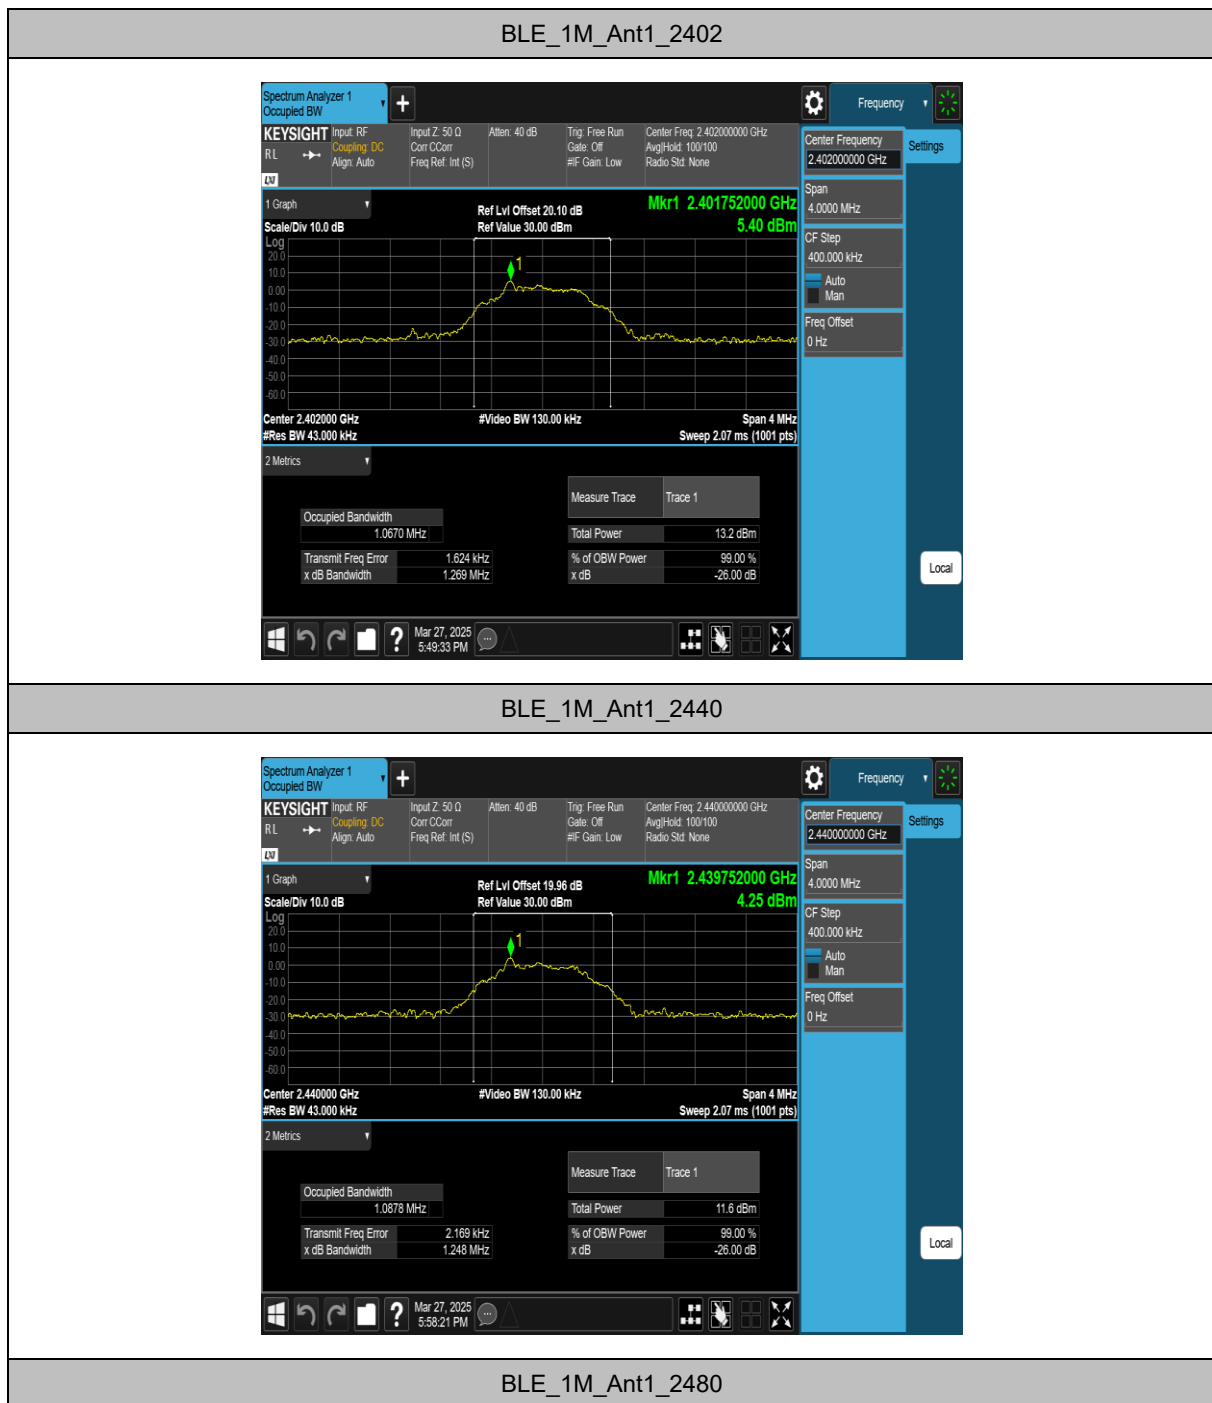 BLE_1M_Ant1_2402
Spectrum Analyzer 1
Occupied BW
Frequency
KEYSIGHT
RL
LXI
Input: RF
Coupling: DC
Align: Auto
Input Z: 50 Ω
Corr CCorr
Freq Ref: Int (S)
Atten: 40 dB
Trig: Free Run
Gate: Off
#IF Gain: Low
Center Freq: 2.402000000 GHz
Avg|Hold: 100/100
Radio Std: None
Center Frequency
2.402000000 GHz
Settings
Span
4.0000 MHz
CF Step
400.000 kHz
Auto
Man
Freq Offset
0 Hz
Local
1 Graph
Scale/Div 10.0 dB
Ref Lvl Offset 20.10 dB
Ref Value 30.00 dBm
Mkr1 2.401752000 GHz
5.40 dBm
Log
20.0
10.0
0.00
-10.0
-20.0
-30.0
-40.0
-50.0
-60.0
1
Center 2.402000 GHz
#Res BW 43.000 kHz
#Video BW 130.00 kHz
Span 4 MHz
Sweep 2.07 ms (1001 pts)
2 Metrics
Measure Trace Trace 1
Occupied Bandwidth
1.0670 MHz
Total Power 13.2 dBm
Transmit Freq Error 1.624 kHz
x dB Bandwidth 1.269 MHz
% of OBW Power 99.00 %
x dB -26.00 dB
Mar 27, 2025
5:49:33 PM
BLE_1M_Ant1_2440
Spectrum Analyzer 1
Occupied BW
Frequency
KEYSIGHT
RL
LXI
Input: RF
Coupling: DC
Align: Auto
Input Z: 50 Ω
Corr CCorr
Freq Ref: Int (S)
Atten: 40 dB
Trig: Free Run
Gate: Off
#IF Gain: Low
Center Freq: 2.440000000 GHz
Avg|Hold: 100/100
Radio Std: None
Center Frequency
2.440000000 GHz
Settings
Span
4.0000 MHz
CF Step
400.000 kHz
Auto
Man
Freq Offset
0 Hz
Local
1 Graph
Scale/Div 10.0 dB
Ref Lvl Offset 19.96 dB
Ref Value 30.00 dBm
Mkr1 2.439752000 GHz
4.25 dBm
Log
20.0
10.0
0.00
-10.0
-20.0
-30.0
-40.0
-50.0
-60.0
1
Center 2.440000 GHz
#Res BW 43.000 kHz
#Video BW 130.00 kHz
Span 4 MHz
Sweep 2.07 ms (1001 pts)
2 Metrics
Measure Trace Trace 1
Occupied Bandwidth
1.0878 MHz
Total Power 11.6 dBm
Transmit Freq Error 2.169 kHz
x dB Bandwidth 1.248 MHz
% of OBW Power 99.00 %
x dB -26.00 dB
Mar 27, 2025
5:58:21 PM
BLE_1M_Ant1_2480